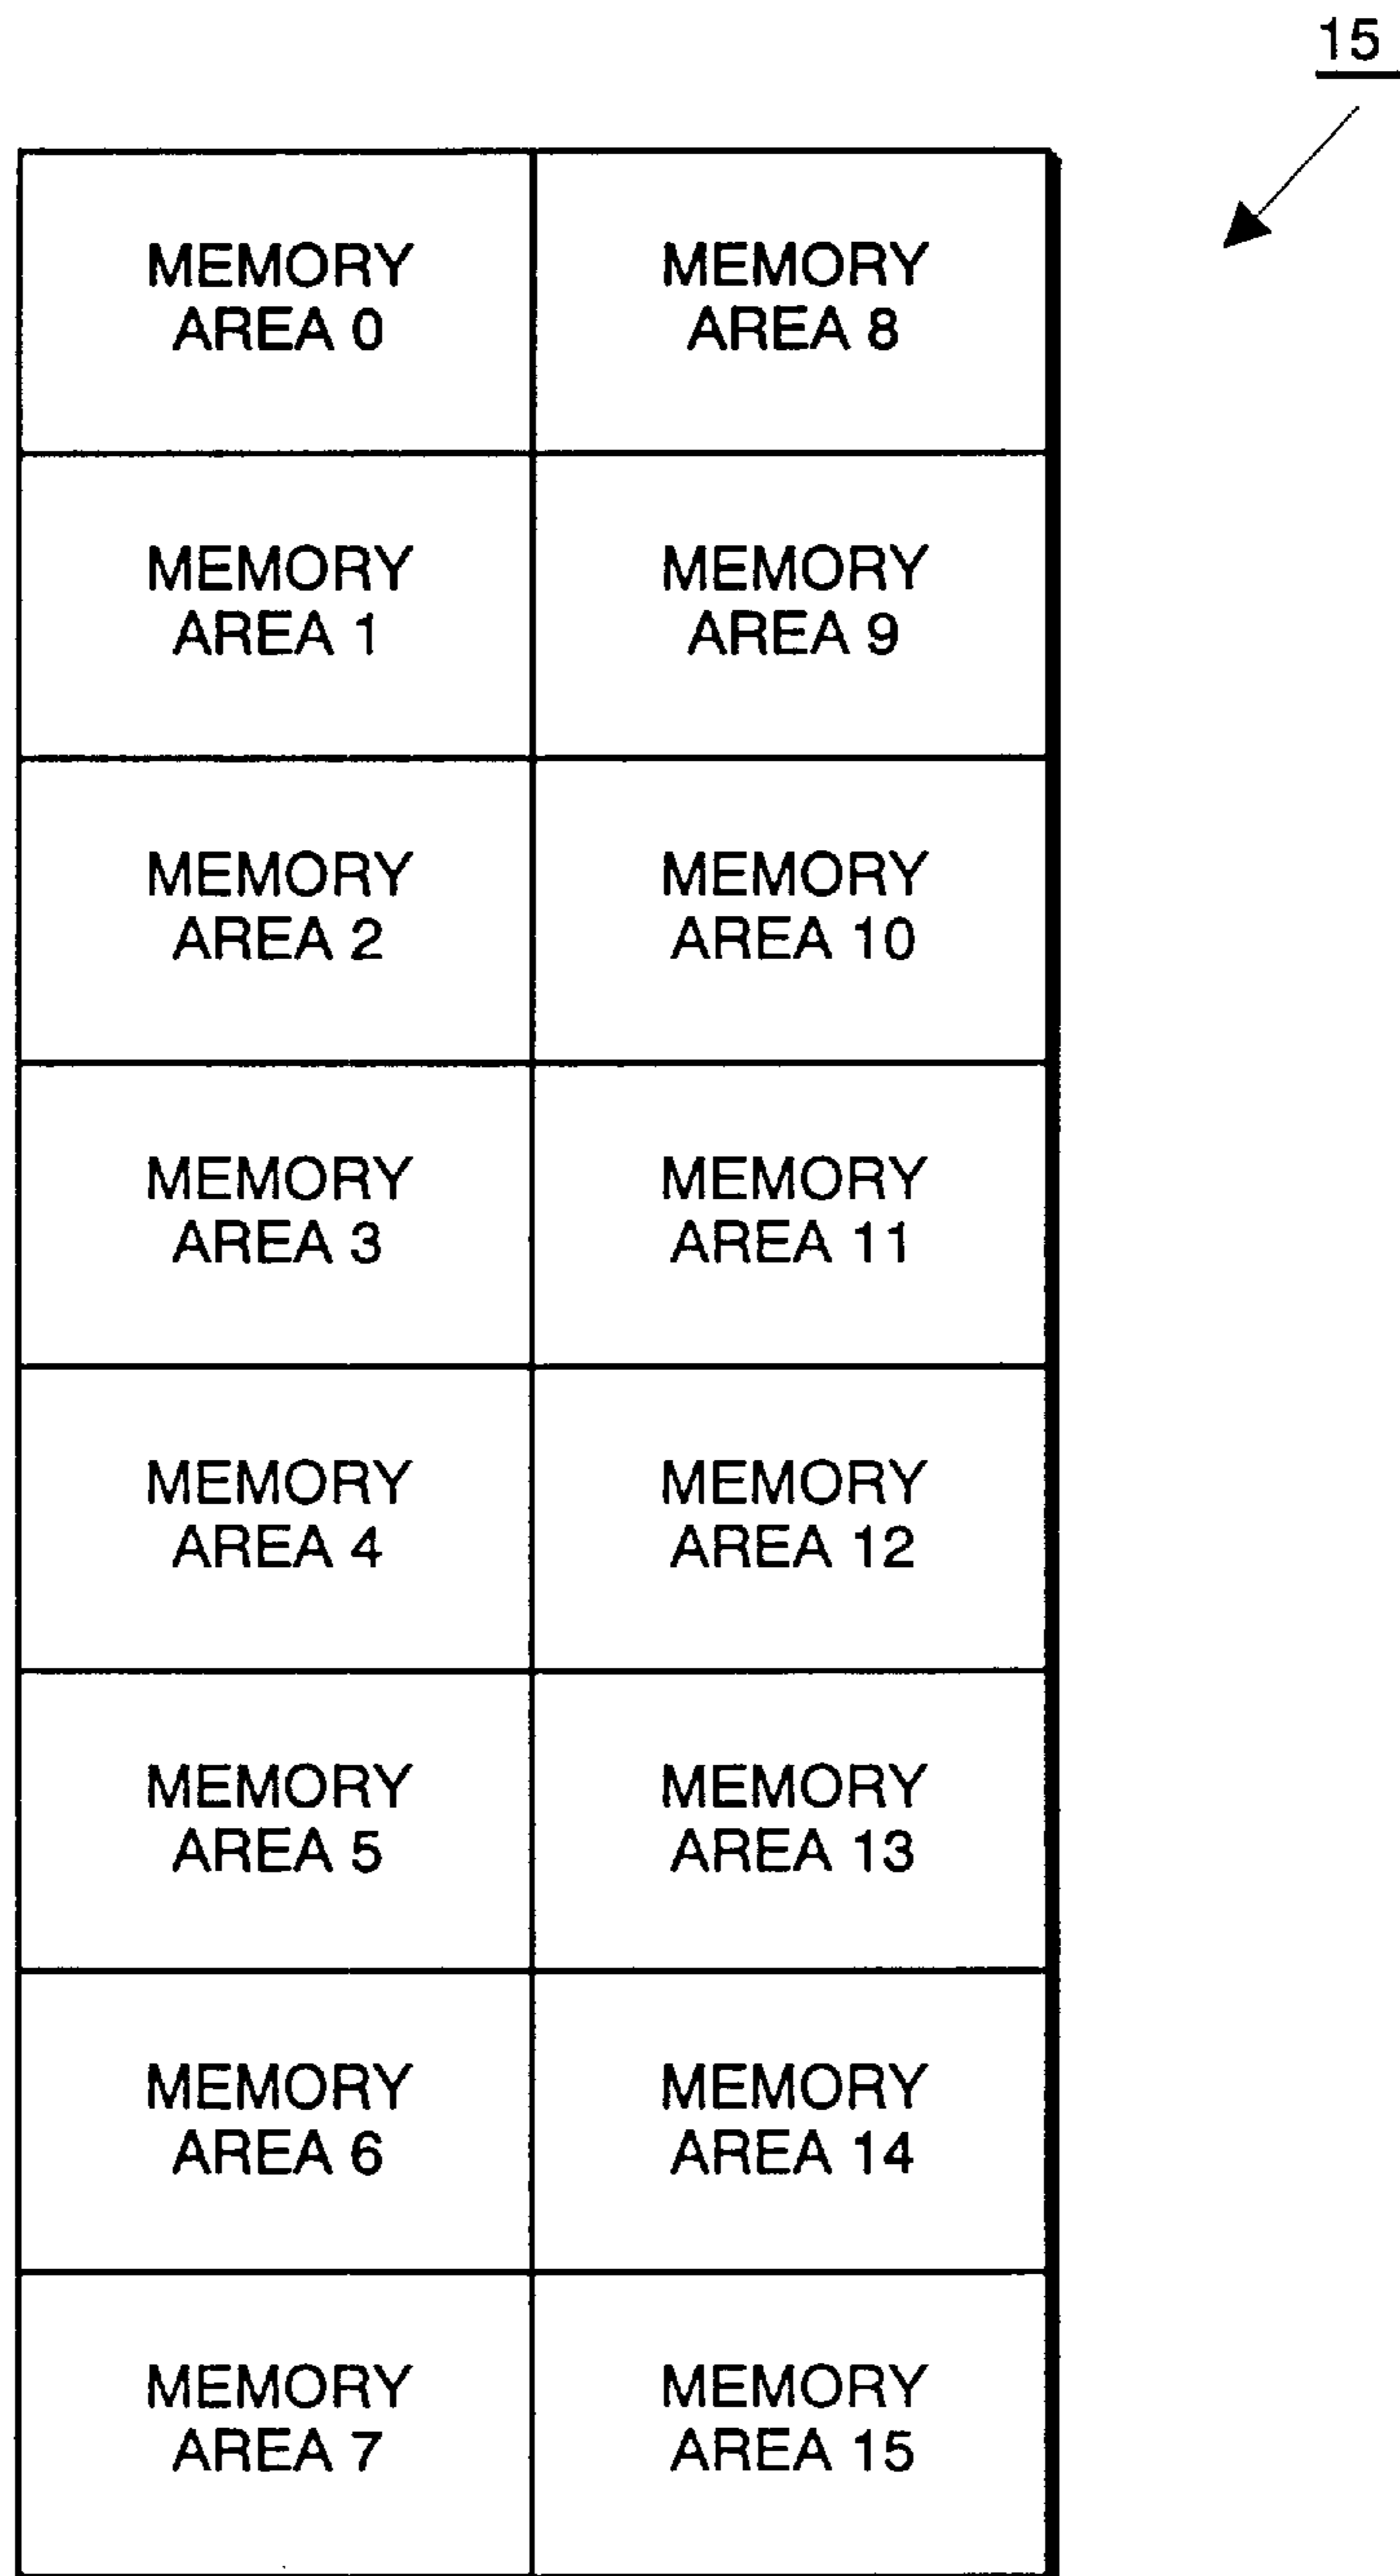 15
MEMORY
AREA 0
MEMORY
AREA 8
MEMORY
AREA 1
MEMORY
AREA 9
MEMORY
AREA 2
MEMORY
AREA 10
MEMORY
AREA 3
MEMORY
AREA 11
MEMORY
AREA 4
MEMORY
AREA 12
MEMORY
AREA 5
MEMORY
AREA 13
MEMORY
AREA 6
MEMORY
AREA 14
MEMORY
AREA 7
MEMORY
AREA 15